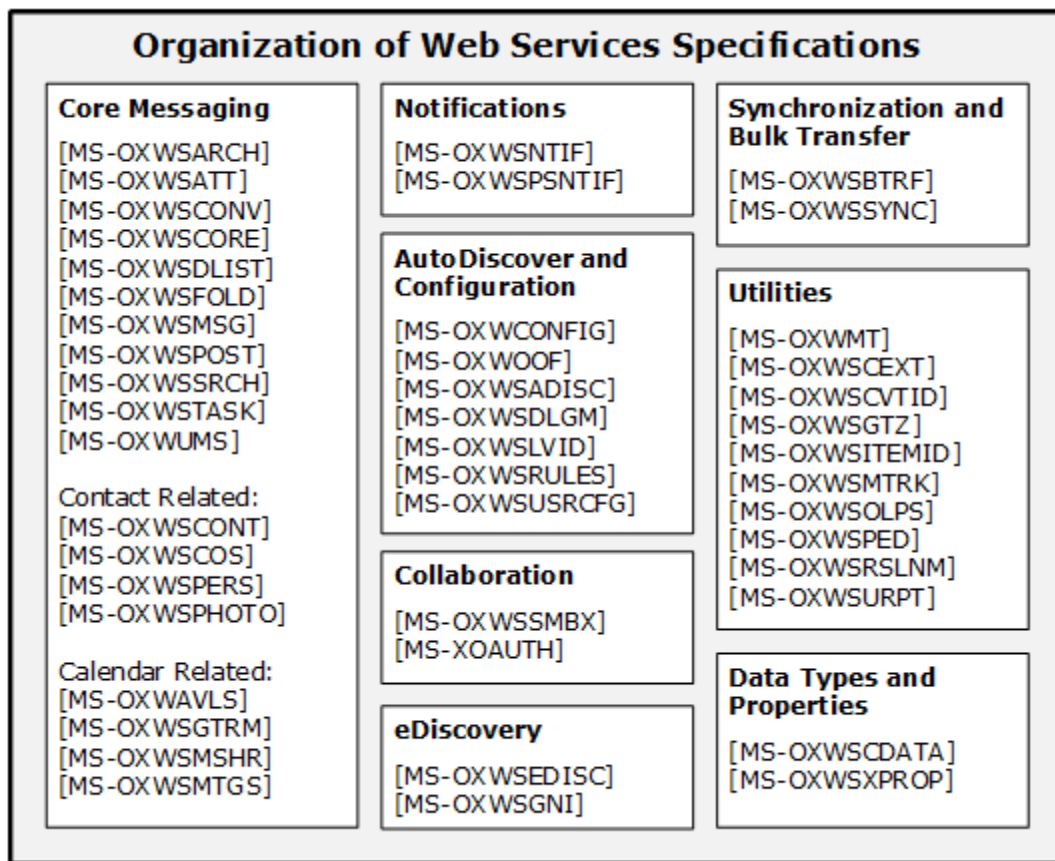 Organization of Web Services Specifications
Core Messaging
[MS-OXWSARCH]
[MS-OXWSATT]
[MS-OXWSCONV]
[MS-OXWSCORE]
[MS-OXWSDLIST]
[MS-OXWSFOLD]
[MS-OXWSMSG]
[MS-OXWSPOST]
[MS-OXWSSRCH]
[MS-OXWSTASK]
[MS-OXWUMS]
Contact Related:
[MS-OXWSCONT]
[MS-OXWSCOS]
[MS-OXWSPERS]
[MS-OXWSPHOTO]
Calendar Related:
[MS-OXWAVLS]
[MS-OXWSGTRM]
[MS-OXWSMSHR]
[MS-OXWSMTGS]
Notifications
[MS-OXWSNTIF]
[MS-OXWSPSNTIF]
AutoDiscover and
Configuration
[MS-OXWCONFIG]
[MS-OXWOOF]
[MS-OXWSADISC]
[MS-OXWSDLGM]
[MS-OXWSLVID]
[MS-OXWSRULES]
[MS-OXWSUSRCFG]
Collaboration
[MS-OXWSSMBX]
[MS-XOAUTH]
eDiscovery
[MS-OXWSEDISC]
[MS-OXWSGNI]
Synchronization and
Bulk Transfer
[MS-OXWSBTRF]
[MS-OXWSSYNC]
Utilities
[MS-OXWMT]
[MS-OXWSCEXT]
[MS-OXWSCVTID]
[MS-OXWSGTZ]
[MS-OXWSITEMID]
[MS-OXWSMTRK]
[MS-OXWSOLPS]
[MS-OXWSPED]
[MS-OXWSRSLNM]
[MS-OXWSURPT]
Data Types and
Properties
[MS-OXWSCDATA]
[MS-OXWSXPROP]